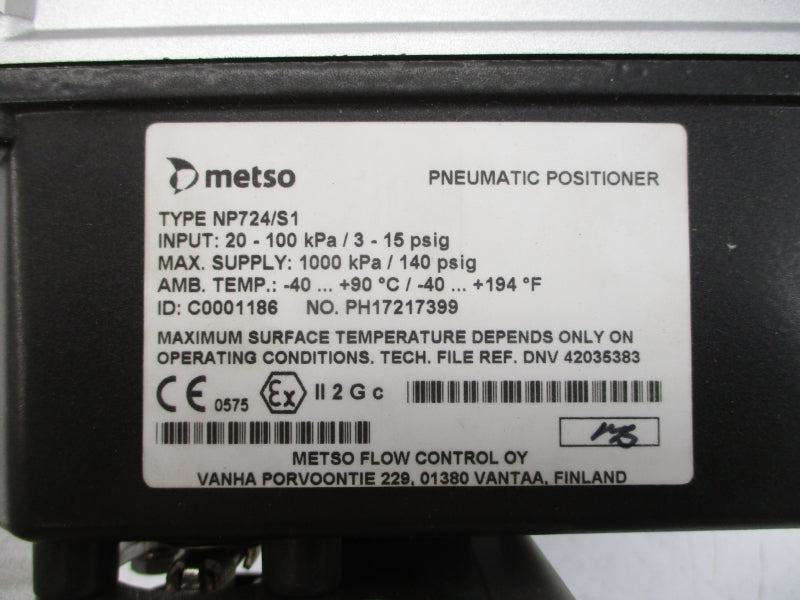 metso PNEUMATIC POSITIONER
TYPE NP724/S1
INPUT: 20 - 100 kPa / 3 - 15 psig
MAX. SUPPLY: 1000 kPa / 140 psig
AMB. TEMP.: -40 ... +90 °C / -40 ... +194 °F
ID: C0001186 NO. PH17217399
MAXIMUM SURFACE TEMPERATURE DEPENDS ONLY ON
OPERATING CONDITIONS. TECH. FILE REF. DNV 42035383
CE 0575 Ex II 2 G c
METSO FLOW CONTROL OY
VANHA PORVOONTIE 229, 01380 VANTAA, FINLAND